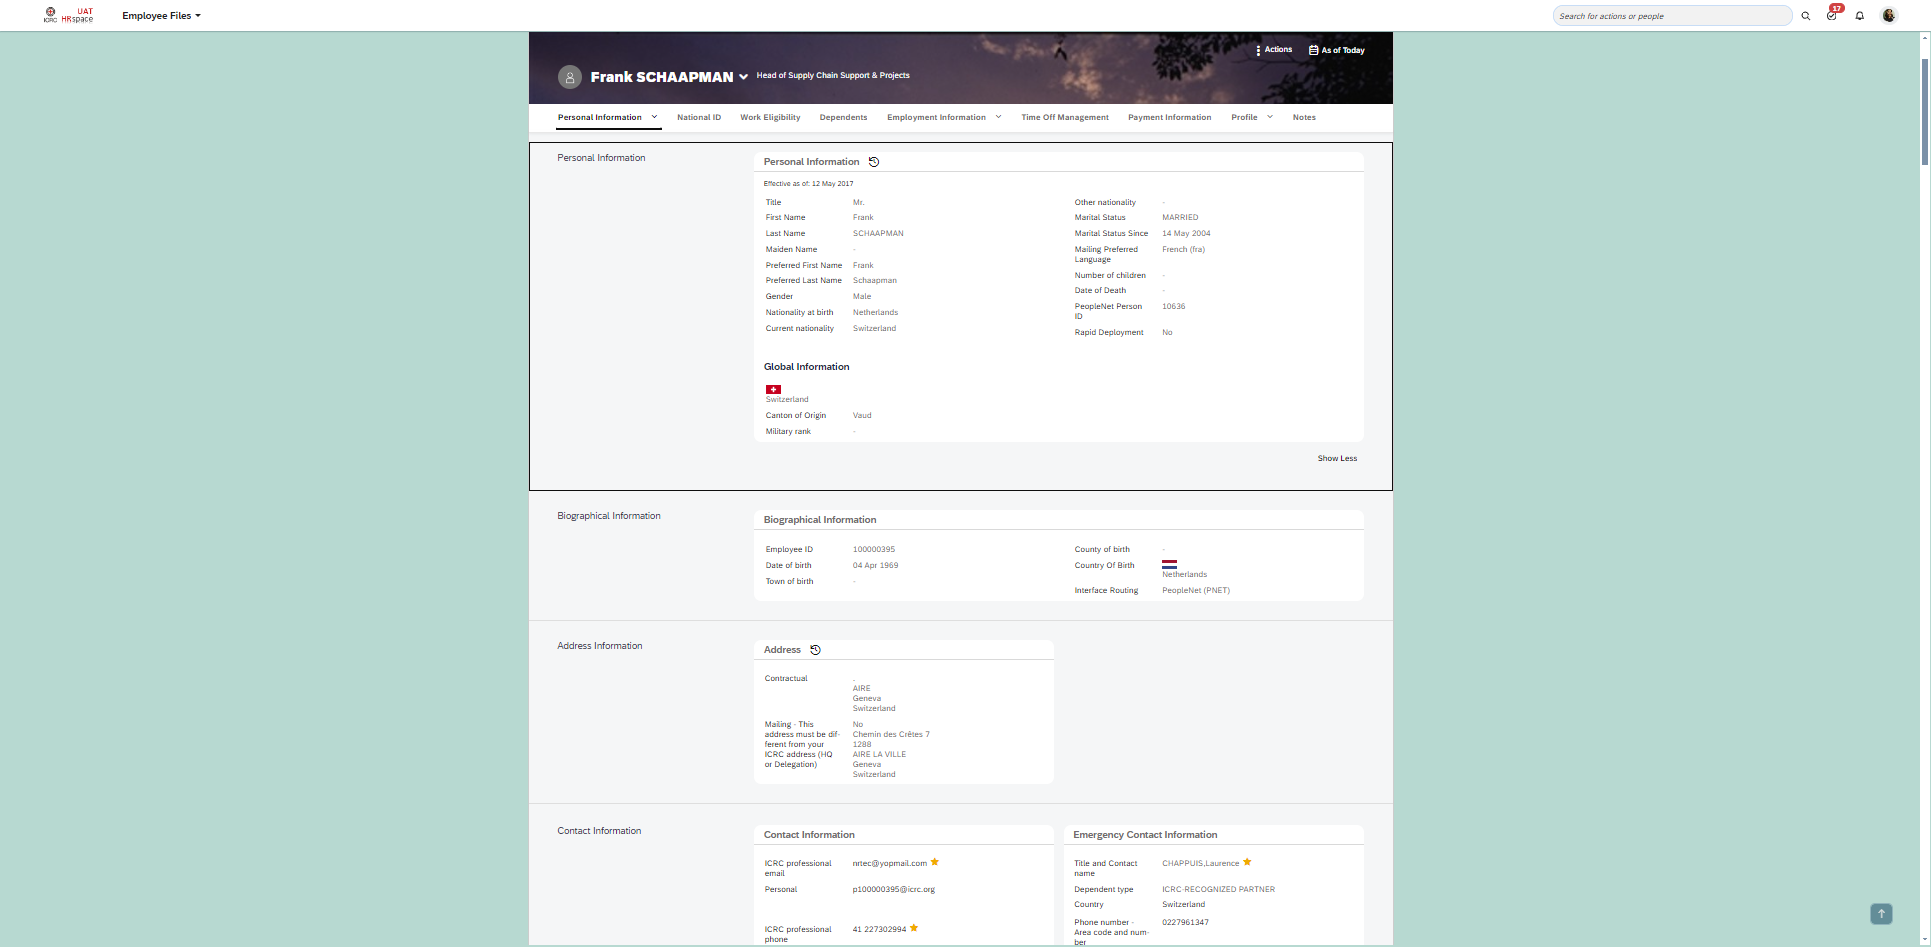 ICRC UAT HRspace
Employee Files
Search for actions or people
17
Actions
As of Today
Frank SCHAAPMAN
Head of Supply Chain Support & Projects
Personal Information
National ID
Work Eligibility
Dependents
Employment Information
Time Off Management
Payment Information
Profile
Notes
Personal Information
Personal Information
Effective as of: 12 May 2017
Title Mr.
First Name Frank
Last Name SCHAAPMAN
Maiden Name -
Preferred First Name Frank
Preferred Last Name Schaapman
Gender Male
Nationality at birth Netherlands
Current nationality Switzerland
Other nationality -
Marital Status MARRIED
Marital Status Since 14 May 2004
Mailing Preferred French (fra)
Language
Number of children -
Date of Death -
PeopleNet Person 10636
ID
Rapid Deployment No
Global Information
Switzerland
Canton of Origin Vaud
Military rank -
Show Less
Biographical Information
Biographical Information
Employee ID 100000395
Date of birth 04 Apr 1969
Town of birth -
County of birth -
Country Of Birth
Netherlands
Interface Routing PeopleNet (PNET)
Address Information
Address
Contractual .
AIRE
Geneva
Switzerland
Mailing - This No
address must be dif- Chemin des Crêtes 7
ferent from your 1288
ICRC address (HQ AIRE LA VILLE
or Delegation) Geneva
Switzerland
Contact Information
Contact Information
ICRC professional nrtec@yopmail.com
email
Personal p100000395@icrc.org
ICRC professional 41 227302994
phone
Emergency Contact Information
Title and Contact CHAPPUIS,Laurence
name
Dependent type ICRC-RECOGNIZED PARTNER
Country Switzerland
Phone number - 0227961347
Area code and num-
ber